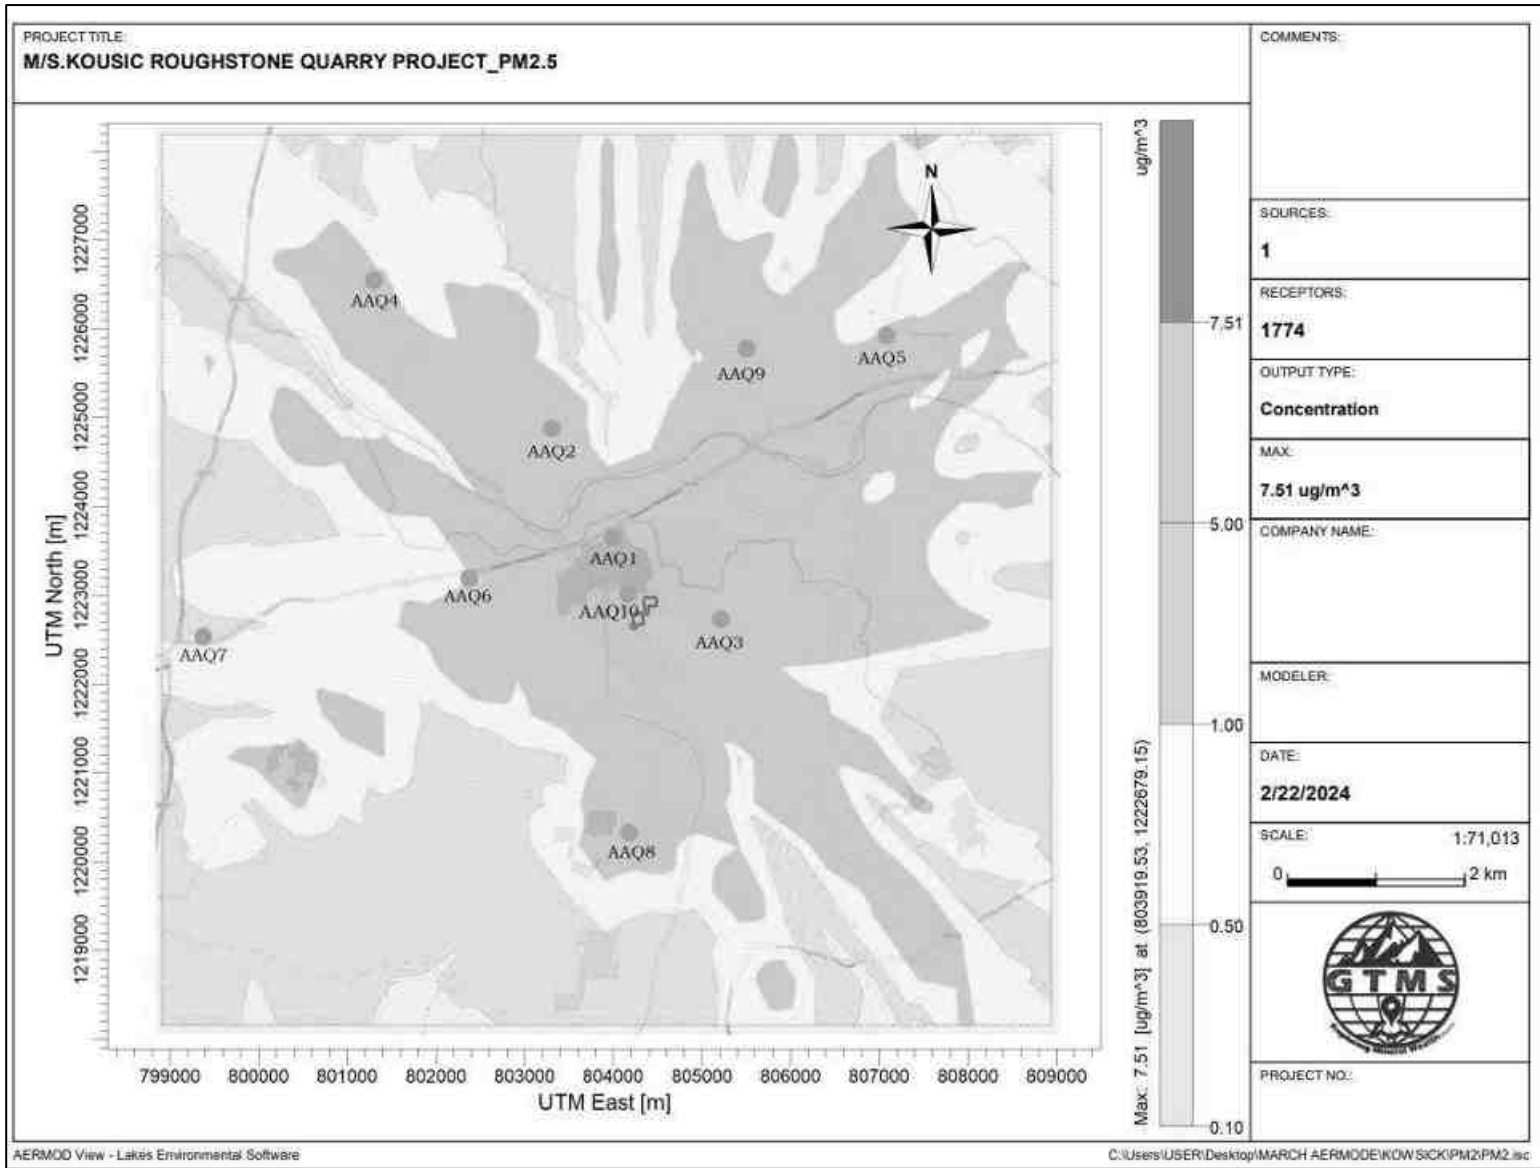 PROJECT TITLE:
M/S.KOUSIC ROUGHSTONE QUARRY PROJECT_PM2.5
COMMENTS:
SOURCES:
1
RECEPTORS:
1774
OUTPUT TYPE:
Concentration
MAX:
7.51 ug/m^3
COMPANY NAME:
MODELER:
DATE:
2/22/2024
SCALE:
1:71,013
0
2 km
GTMS
PROJECT NO.:
ug/m^3
7.51
5.00
1.00
0.50
0.10
Max: 7.51 [ug/m^3] at (803919.53, 1222679.15)
N
AAQ4
AAQ9
AAQ5
AAQ2
AAQ1
AAQ6
AAQ10
AAQ3
AAQ7
AAQ8
UTM North [m]
1227000
1226000
1225000
1224000
1223000
1222000
1221000
1220000
1219000
799000 800000 801000 802000 803000 804000 805000 806000 807000 808000 809000
UTM East [m]
AERMOD View - Lakes Environmental Software
C:\Users\USER\Desktop\MARCH AERMODE\KOWSICK\PM2\PM2.isc